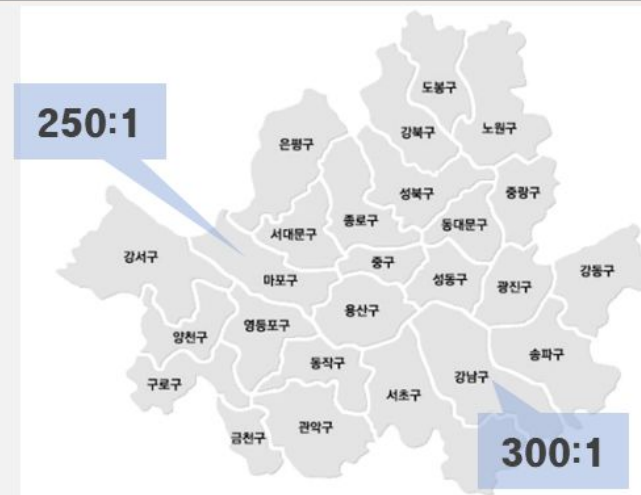 도봉구
250:1
강북구
노원구
은평구
성북구
중랑구
종로구
서대문구
동대문구
강서구
중구
강동구
마포구
성동구
광진구
용산구
영등포구
양천구
송파구
동작구
강남구
구로구
서초구
관악구
금천구
300:1